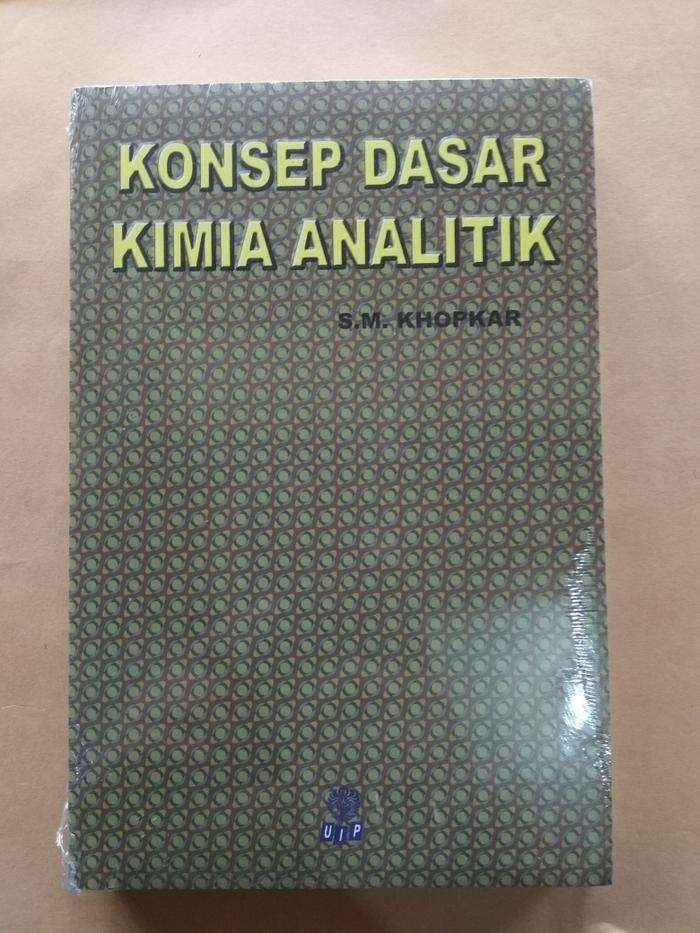 KONSEP DASAR
KIMIA ANALITIK
S.M. KHOPKAR
UIP